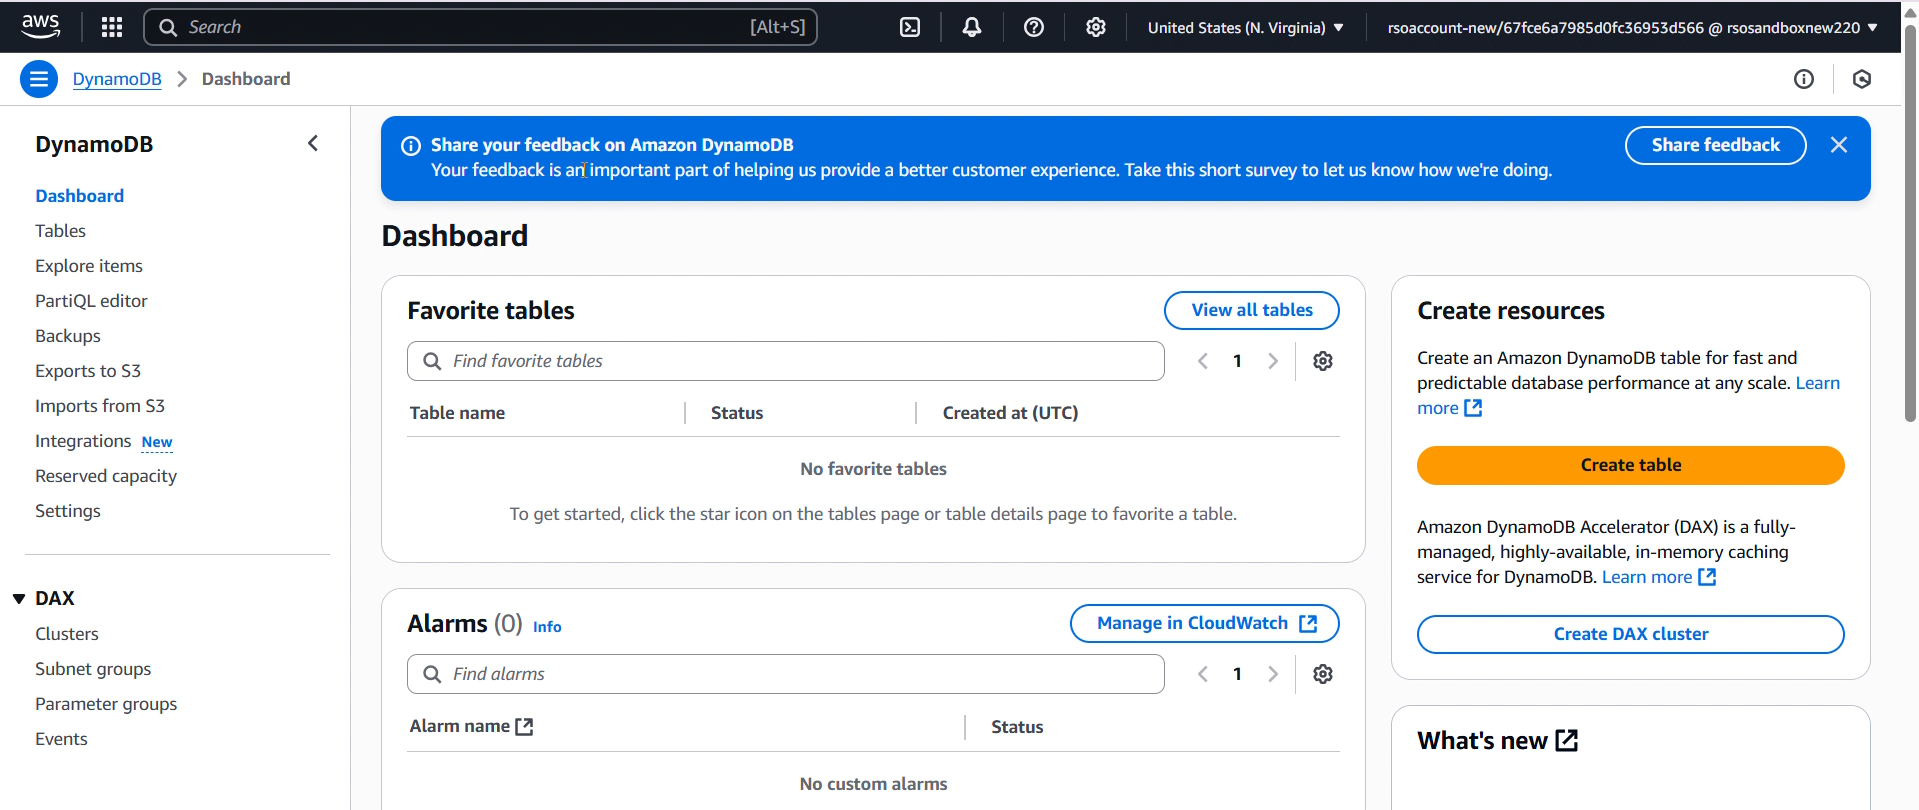 aws
Search [Alt+S]
United States (N. Virginia)
rsoaccount-new/67fce6a7985d0fc36953d566 @ rsosandboxnew220
DynamoDB
Dashboard
DynamoDB
Dashboard
Tables
Explore items
PartiQL editor
Backups
Exports to S3
Imports from S3
Integrations New
Reserved capacity
Settings
DAX
Clusters
Subnet groups
Parameter groups
Events
Share your feedback on Amazon DynamoDB
Your feedback is an important part of helping us provide a better customer experience. Take this short survey to let us know how we're doing.
Share feedback
Dashboard
Favorite tables
View all tables
Find favorite tables
1
Table name Status Created at (UTC)
No favorite tables
To get started, click the star icon on the tables page or table details page to favorite a table.
Alarms (0) Info
Manage in CloudWatch
Find alarms
1
Alarm name Status
No custom alarms
Create resources
Create an Amazon DynamoDB table for fast and
predictable database performance at any scale. Learn
more
Create table
Amazon DynamoDB Accelerator (DAX) is a fully-
managed, highly-available, in-memory caching
service for DynamoDB. Learn more
Create DAX cluster
What's new